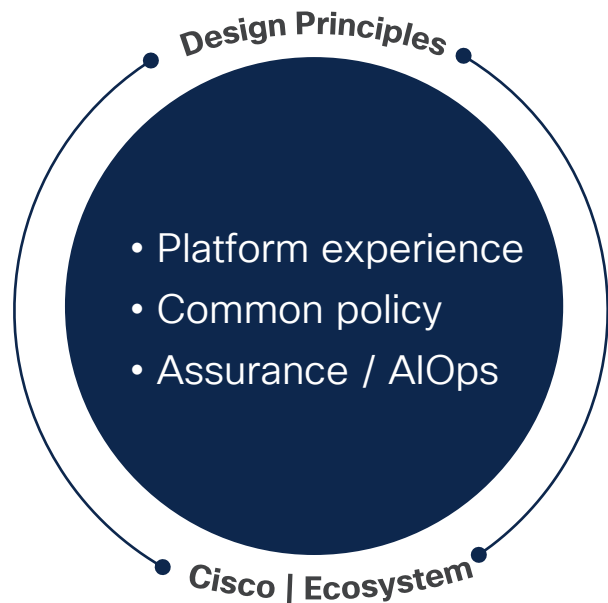 Design Principles
• Platform experience
• Common policy
• Assurance / AIOps
Cisco | Ecosystem